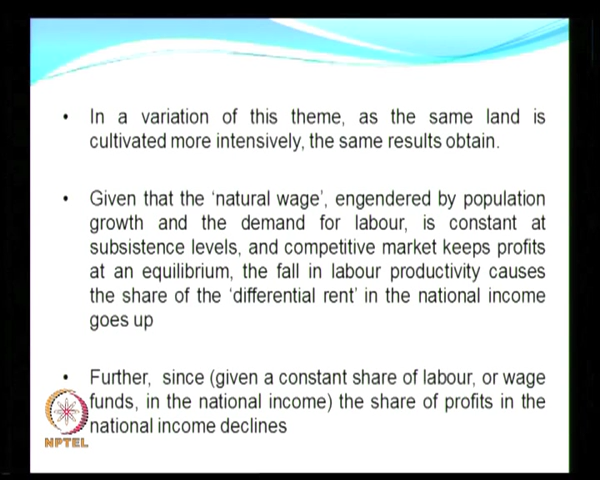 • In a variation of this theme, as the same land is
cultivated more intensively, the same results obtain.
• Given that the 'natural wage', engendered by population
growth and the demand for labour, is constant at
subsistence levels, and competitive market keeps profits
at an equilibrium, the fall in labour productivity causes
the share of the 'differential rent' in the national income
goes up
• Further, since (given a constant share of labour, or wage
funds, in the national income) the share of profits in the
national income declines
NPTEL